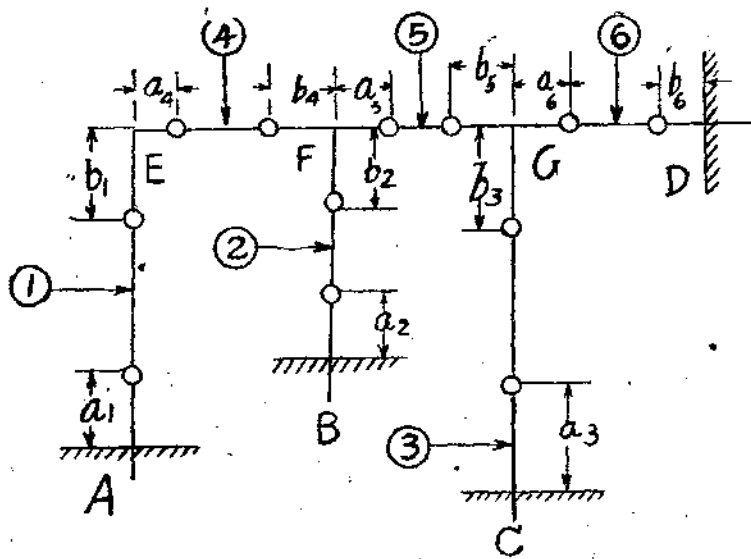 ④ ⑤ ⑥
a₄ b₄ a₅ b₅ a₆ b₆
E F G D
b₁ b₂ b₃
②
①
a₂
a₁
B
③ a₃
A
C